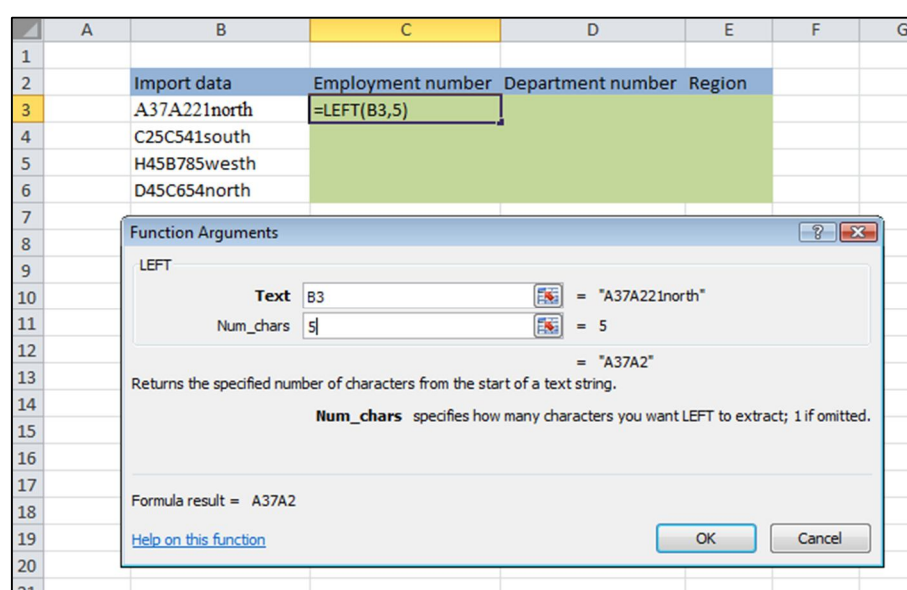 A B C D E F G
1
2 Import data Employment number Department number Region
3 A37A221north =LEFT(B3,5)
4 C25C541south
5 H45B785westh
6 D45C654north
7
8 Function Arguments ?
9 LEFT
10 Text B3 = "A37A221north"
11 Num_chars 5 = 5
12 = "A37A2"
13 Returns the specified number of characters from the start of a text string.
14 Num_chars specifies how many characters you want LEFT to extract; 1 if omitted.
15
16
17
18 Formula result = A37A2
19 Help on this function OK Cancel
20
21